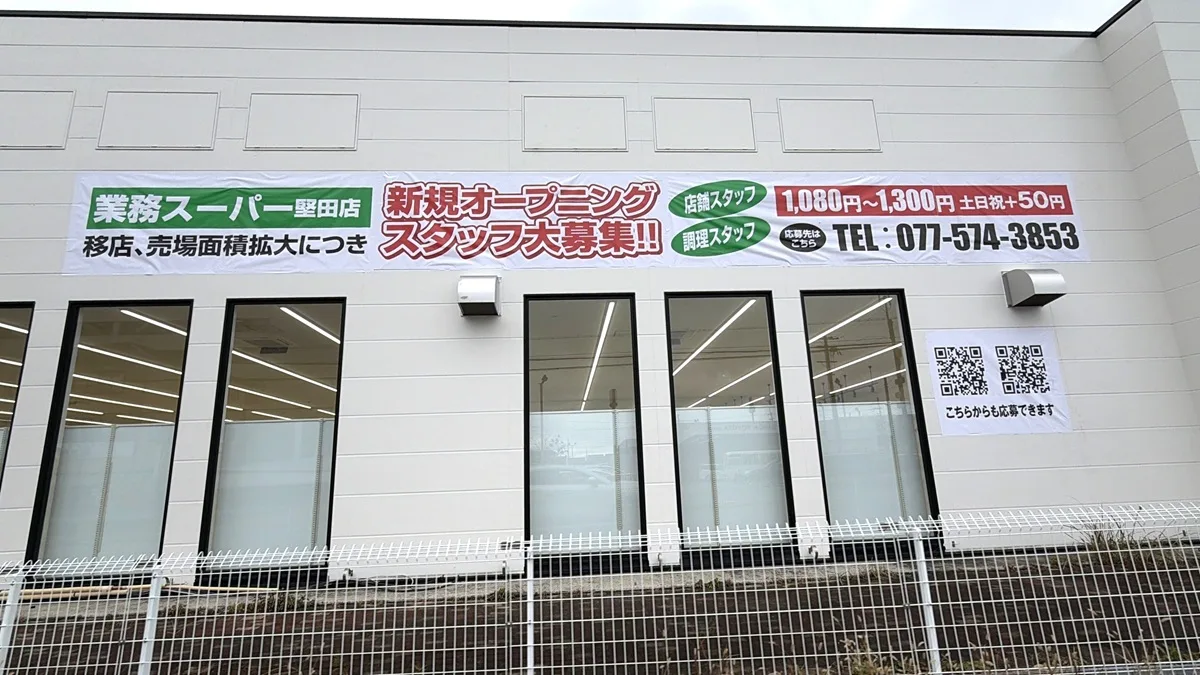 業務スーパー堅田店
移店、売場面積拡大につき
新規オープニング
スタッフ大募集!!
店舗スタッフ
調理スタッフ
1,080円〜1,300円 土日祝+50円
応募先は
こちら
TEL:077-574-3853
こちらからも応募できます